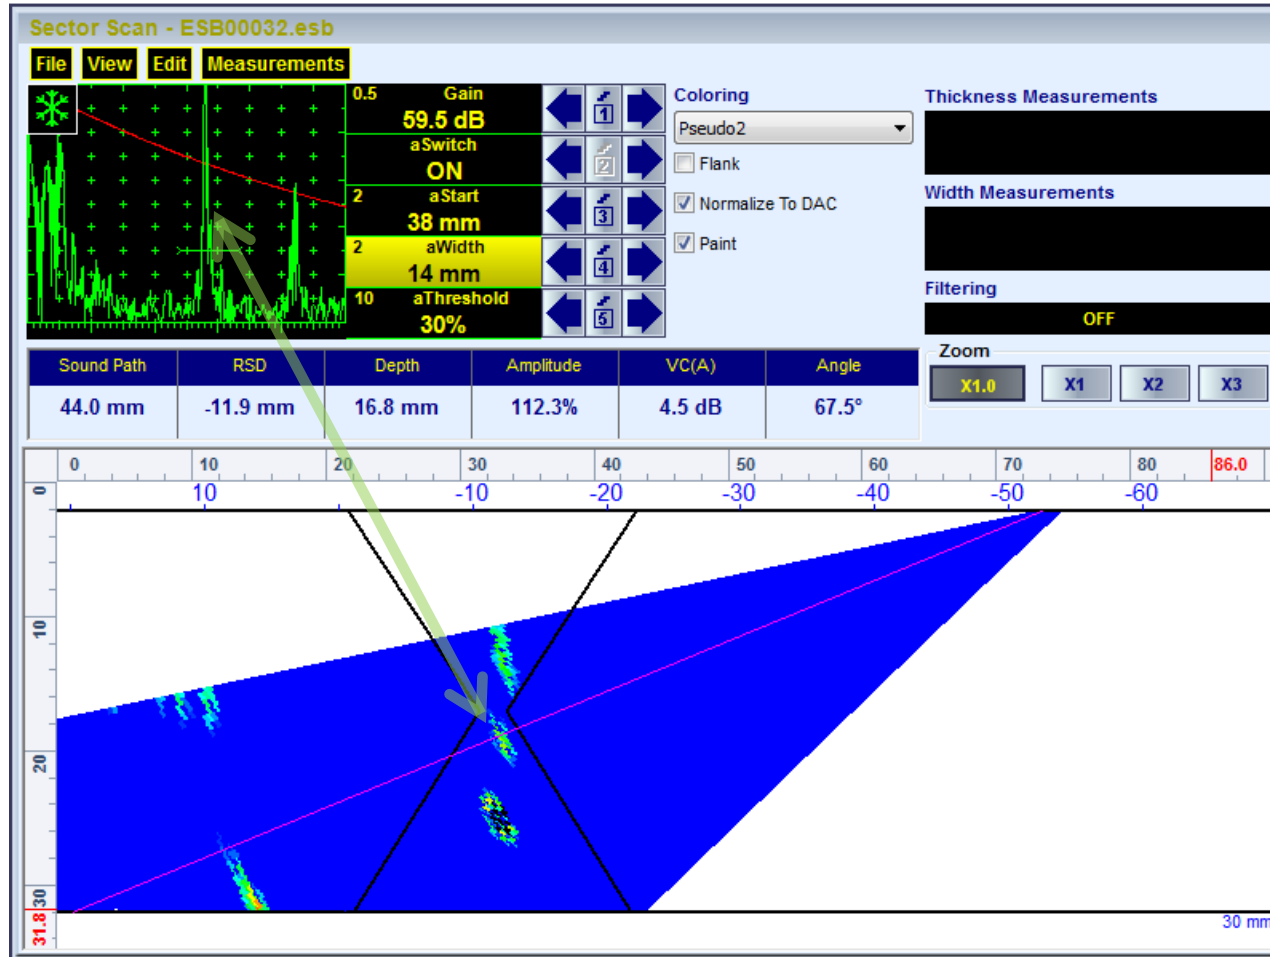 Sector Scan - ESB00032.esb
File View Edit Measurements
0.5 Gain
59.5 dB
1
aSwitch
ON
2
2 aStart
38 mm
3
2 aWidth
14 mm
4
10 aThreshold
30%
5
Coloring
Pseudo2
Flank
Normalize To DAC
Paint
Thickness Measurements
Width Measurements
Filtering
OFF
Zoom
X1.0 X1 X2 X3
Sound Path RSD Depth Amplitude VC(A) Angle
44.0 mm -11.9 mm 16.8 mm 112.3% 4.5 dB 67.5°
0 10 20 30 40 50 60 70 80 86.0
10 -10 -20 -30 -40 -50 -60
0
10
20
30
31.8
30 mm